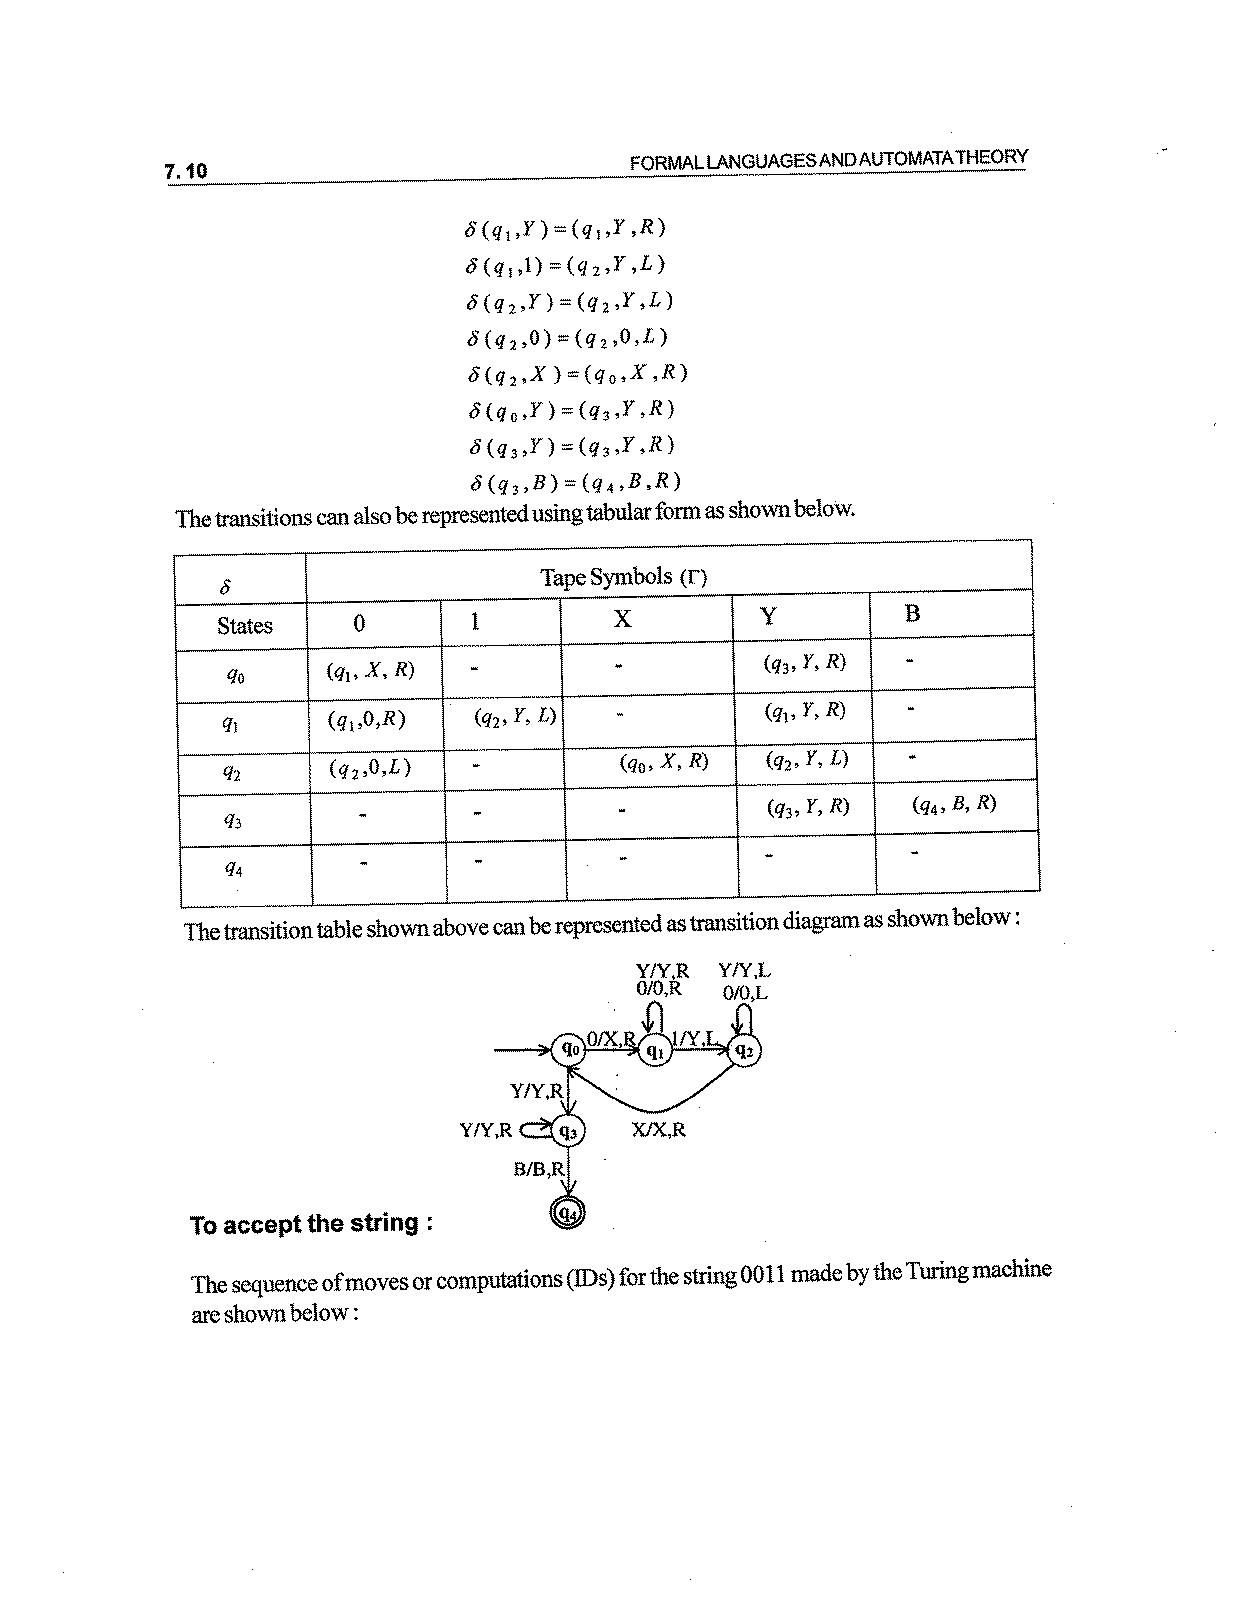 7.10 FORMAL LANGUAGES AND AUTOMATA THEORY
δ(q₁,Y)=(q₁,Y,R)
δ(q₁,1)=(q₂,Y,L)
δ(q₂,Y)=(q₂,Y,L)
δ(q₂,0)=(q₂,0,L)
δ(q₂,X)=(q₀,X,R)
δ(q₀,Y)=(q₃,Y,R)
δ(q₃,Y)=(q₃,Y,R)
δ(q₃,B)=(q₄,B,R)
The transitions can also be represented using tabular form as shown below.
δ Tape Symbols (Γ)
States 0 1 X Y B
q₀ (q₁, X, R) - - (q₃, Y, R) -
q₁ (q₁,0,R) (q₂, Y, L) - (q₁, Y, R) -
q₂ (q₂,0,L) - (q₀, X, R) (q₂, Y, L) -
q₃ - - - (q₃, Y, R) (q₄, B, R)
q₄ - - - - -
The transition table shown above can be represented as transition diagram as shown below :
Y/Y,R Y/Y,L
0/0,R 0/0,L
q₀ 0/X,R q₁ 1/Y,L q₂
Y/Y,R
Y/Y,R q₃ X/X,R
B/B,R
q₄
To accept the string :
The sequence of moves or computations (IDs) for the string 0011 made by the Turing machine
are shown below :